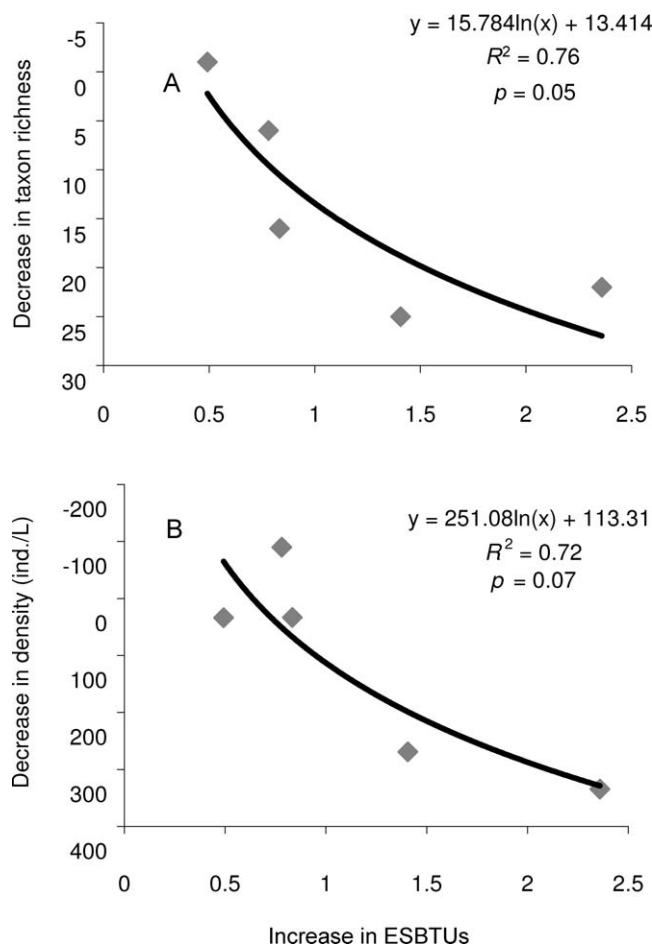 y = 15.784ln(x) + 13.414
R² = 0.76
p = 0.05
A
Decrease in taxon richness
-5
0
5
10
15
20
25
30
0 0.5 1 1.5 2 2.5
y = 251.08ln(x) + 113.31
R² = 0.72
p = 0.07
B
Decrease in density (ind./L)
-200
-100
0
100
200
300
400
0 0.5 1 1.5 2 2.5
Increase in ESBTUs